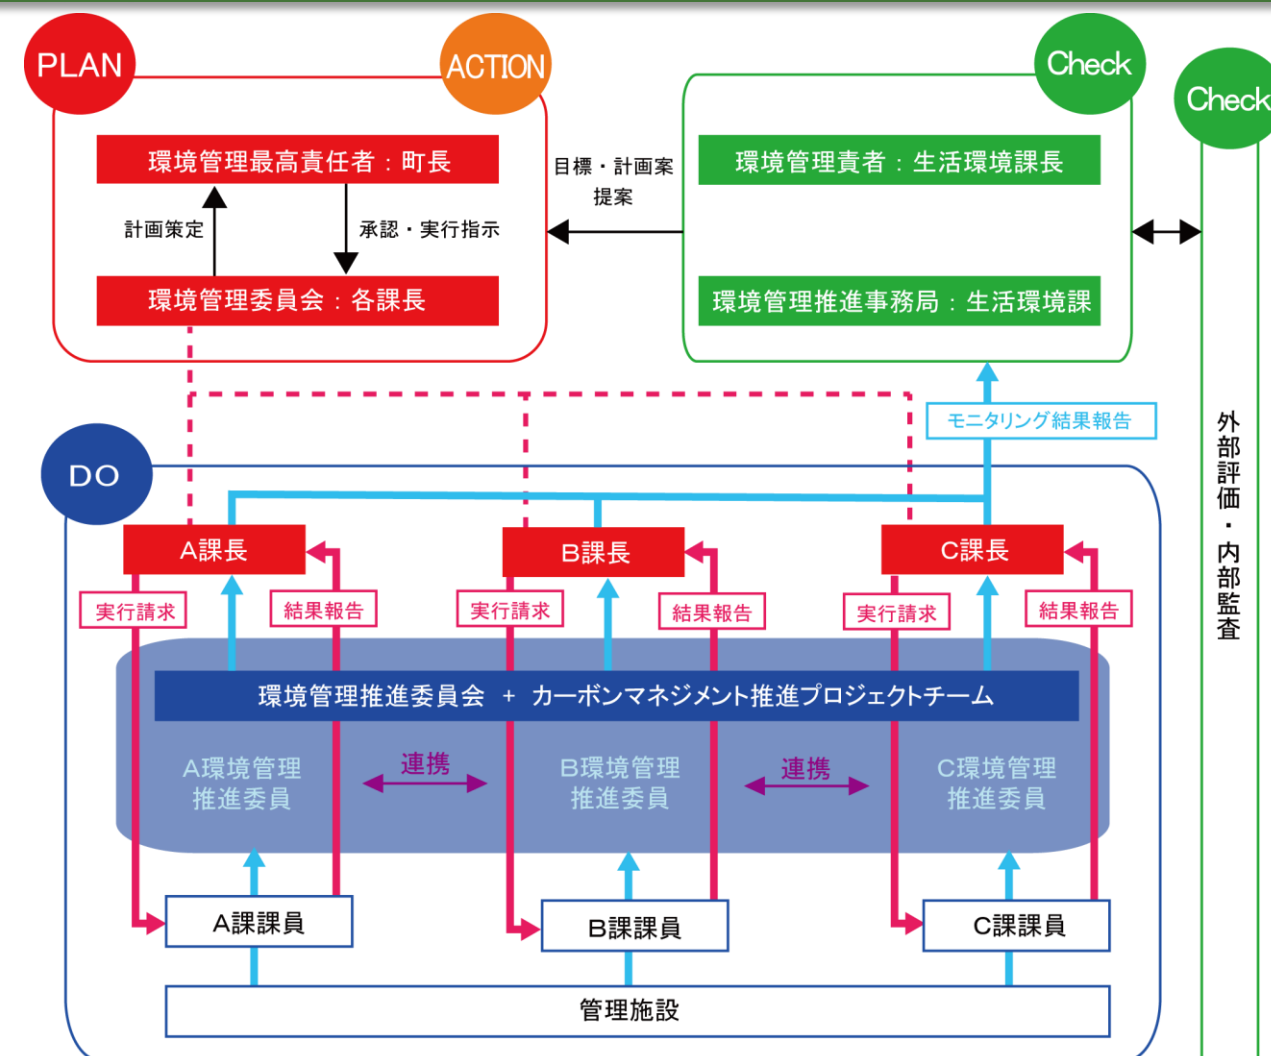 PLAN
ACTION
Check
Check
環境管理最高責任者：町長
計画策定
承認・実行指示
環境管理委員会：各課長
目標・計画案
提案
環境管理責者：生活環境課長
環境管理推進事務局：生活環境課
モニタリング結果報告
外部評価・内部監査
DO
A課長
B課長
C課長
実行請求
結果報告
実行請求
結果報告
実行請求
結果報告
環境管理推進委員会 + カーボンマネジメント推進プロジェクトチーム
A環境管理
推進委員
連携
B環境管理
推進委員
連携
C環境管理
推進委員
A課課員
B課課員
C課課員
管理施設